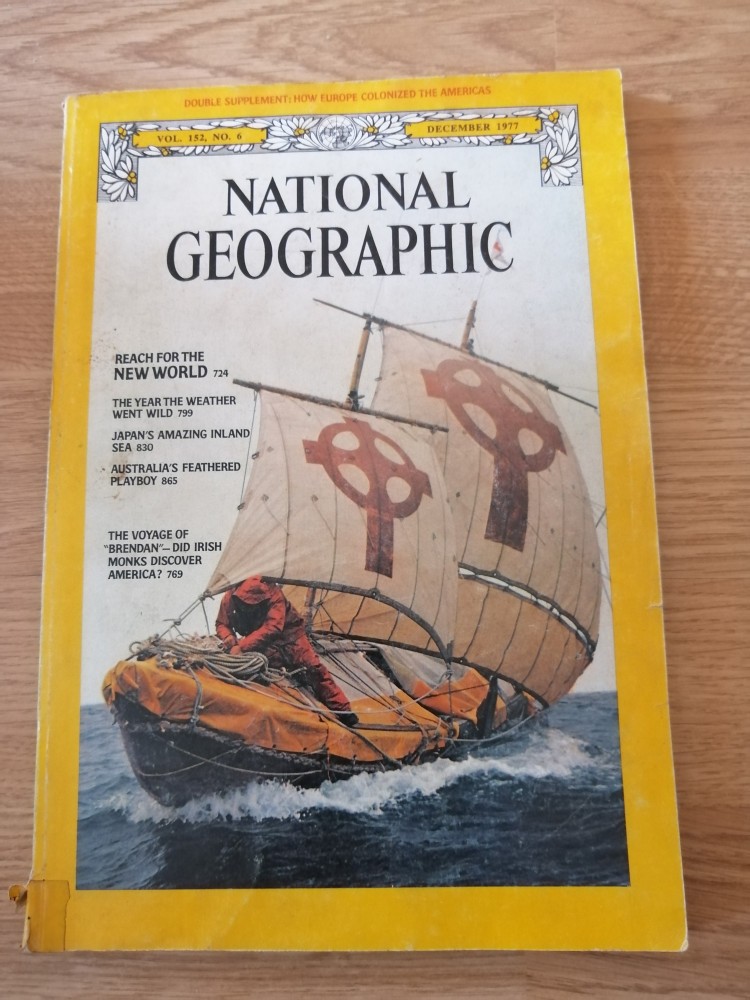 DOUBLE SUPPLEMENT: HOW EUROPE COLONIZED THE AMERICAS
VOL. 152, NO. 6
DECEMBER 1977
NATIONAL
GEOGRAPHIC
REACH FOR THE
NEW WORLD 724
THE YEAR THE WEATHER
WENT WILD 799
JAPAN'S AMAZING INLAND
SEA 830
AUSTRALIA'S FEATHERED
PLAYBOY 865
THE VOYAGE OF
"BRENDAN"—DID IRISH
MONKS DISCOVER
AMERICA? 769